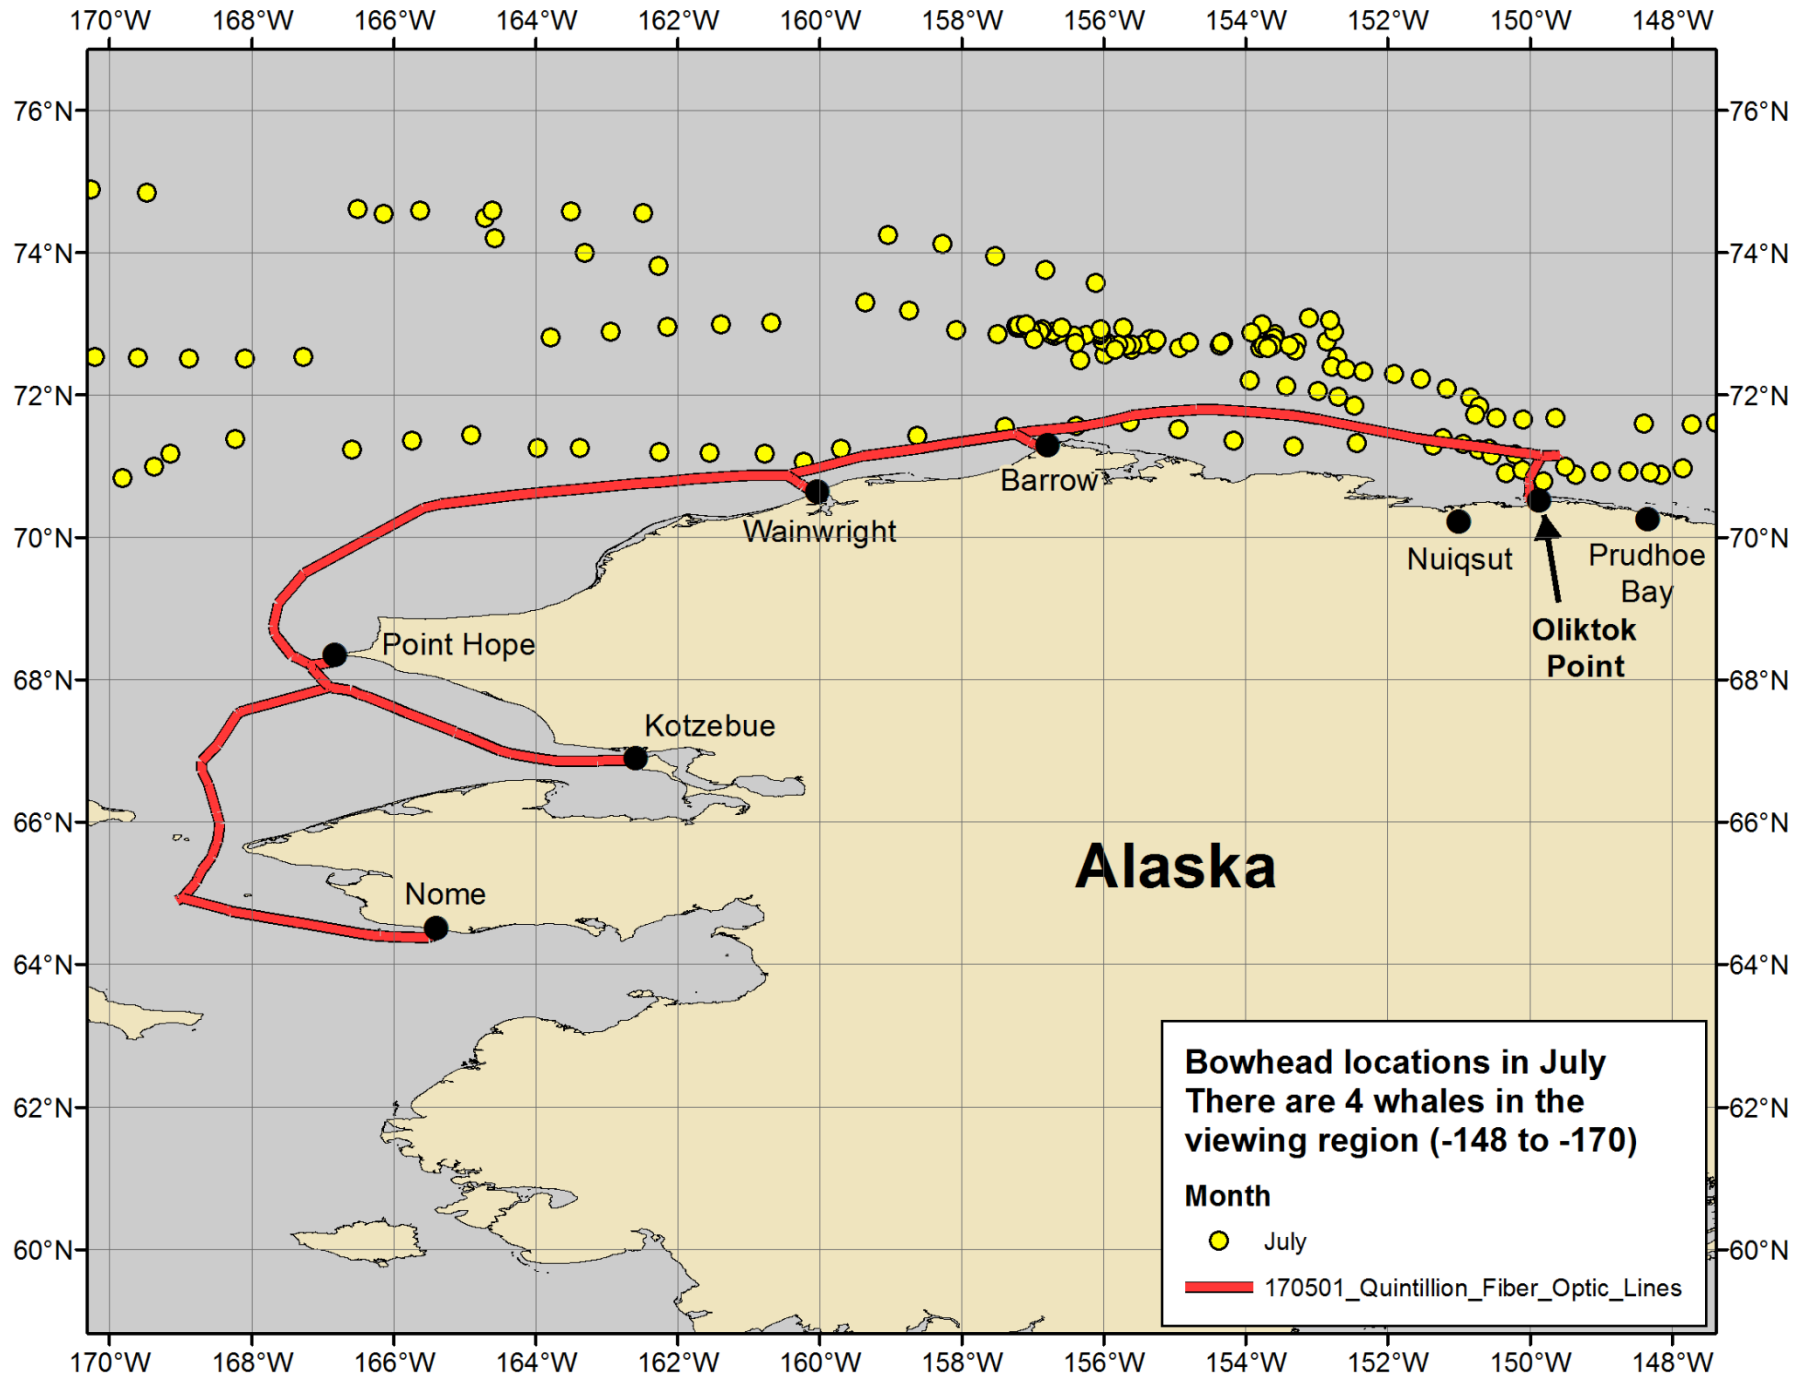 170°W 168°W 166°W 164°W 162°W 160°W 158°W 156°W 154°W 152°W 150°W 148°W
76°N 76°N
74°N 74°N
72°N 72°N
Barrow
Wainwright
70°N 70°N
Nuiqsut
Prudhoe
Bay
Oliktok
Point
Point Hope
68°N 68°N
Kotzebue
66°N 66°N
Alaska
Nome
64°N 64°N
Bowhead locations in July
There are 4 whales in the
viewing region (-148 to -170)
62°N 62°N
Month
July
60°N 60°N
170501_Quintillion_Fiber_Optic_Lines
170°W 168°W 166°W 164°W 162°W 160°W 158°W 156°W 154°W 152°W 150°W 148°W